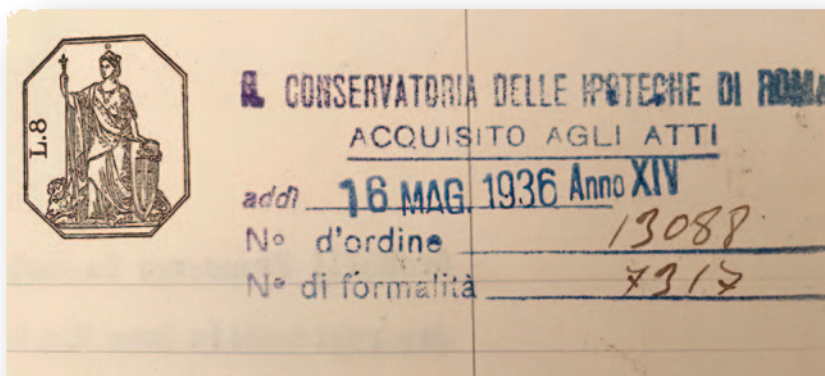 L.8
R. CONSERVATORIA DELLE IPOTECHE DI ROMA
ACQUISITO AGLI ATTI
addì 16 MAG. 1936 Anno XIV
N° d'ordine 13088
N° di formalità 7317